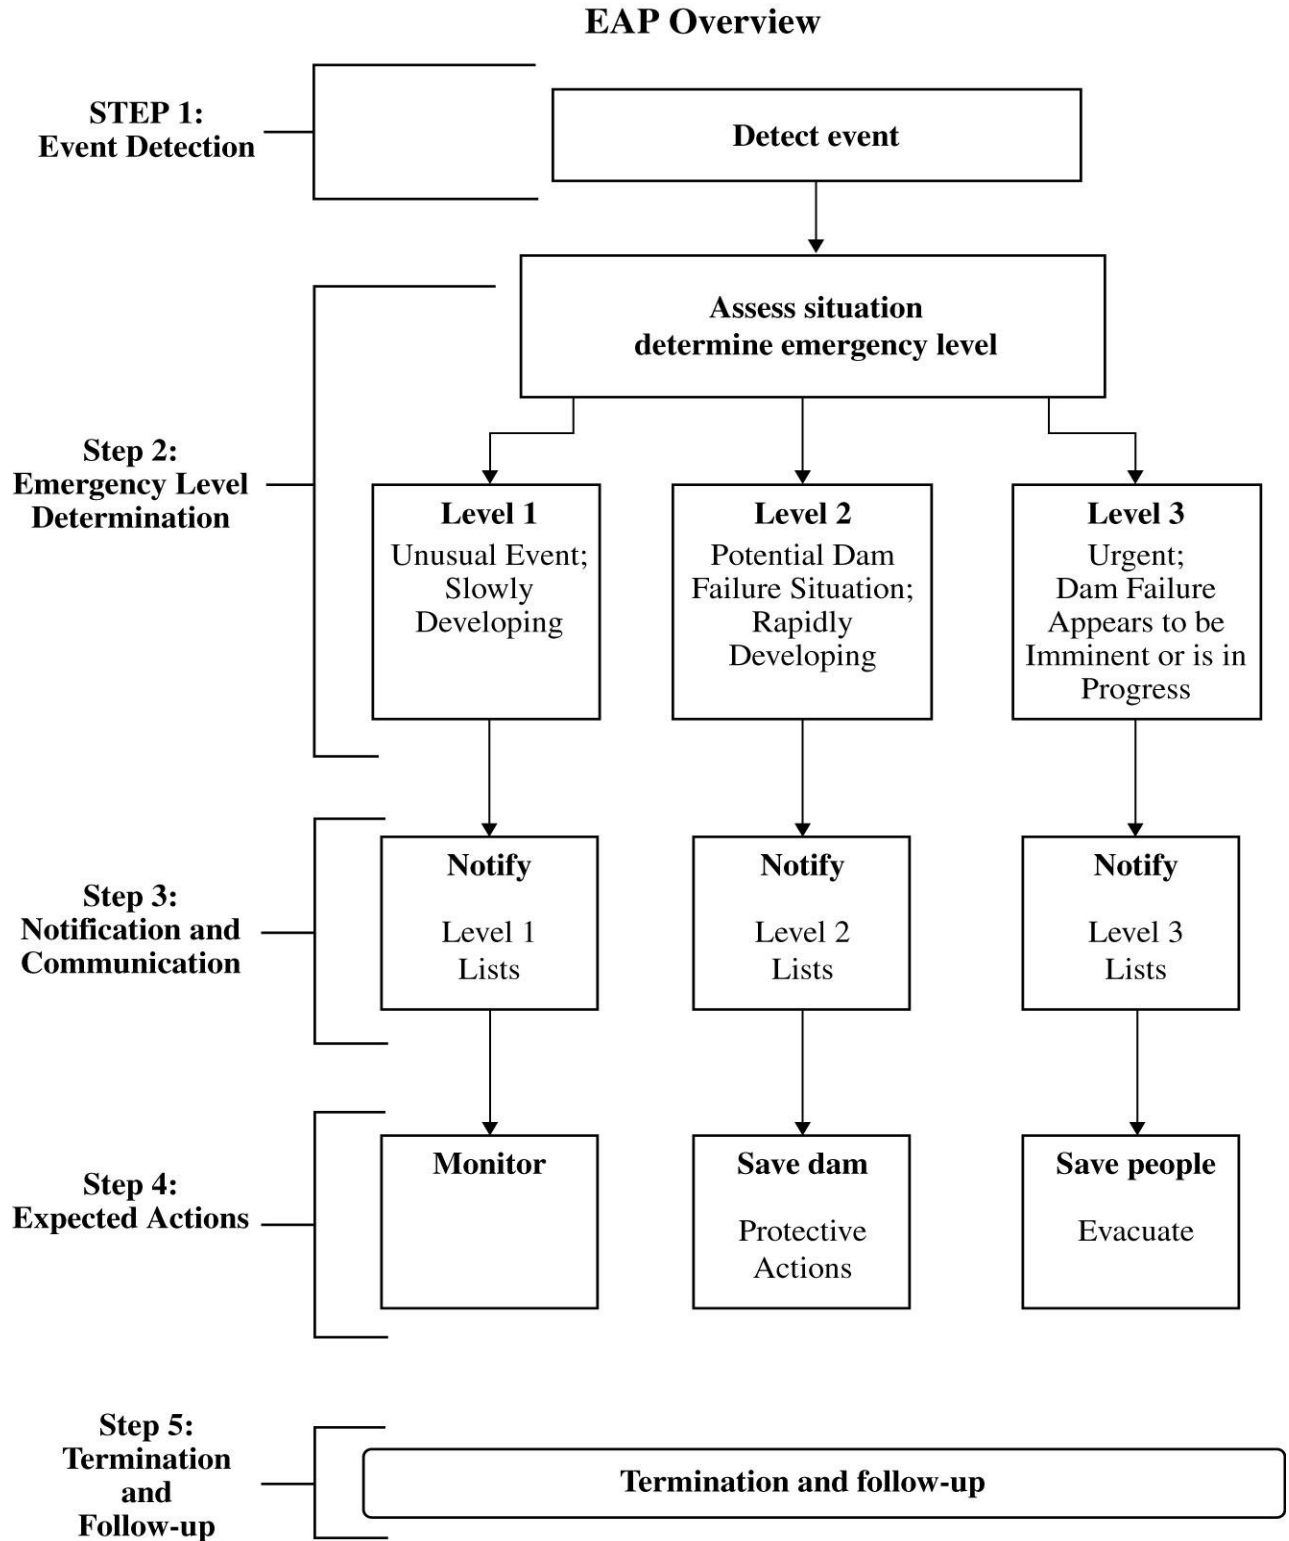 EAP Overview
STEP 1:
Event Detection
Detect event
Step 2:
Emergency Level
Determination
Assess situation
determine emergency level
Level 1
Unusual Event;
Slowly
Developing
Level 2
Potential Dam
Failure Situation;
Rapidly
Developing
Level 3
Urgent;
Dam Failure
Appears to be
Imminent or is in
Progress
Step 3:
Notification and
Communication
Notify
Level 1
Lists
Notify
Level 2
Lists
Notify
Level 3
Lists
Step 4:
Expected Actions
Monitor
Save dam
Protective
Actions
Save people
Evacuate
Step 5:
Termination
and
Follow-up
Termination and follow-up